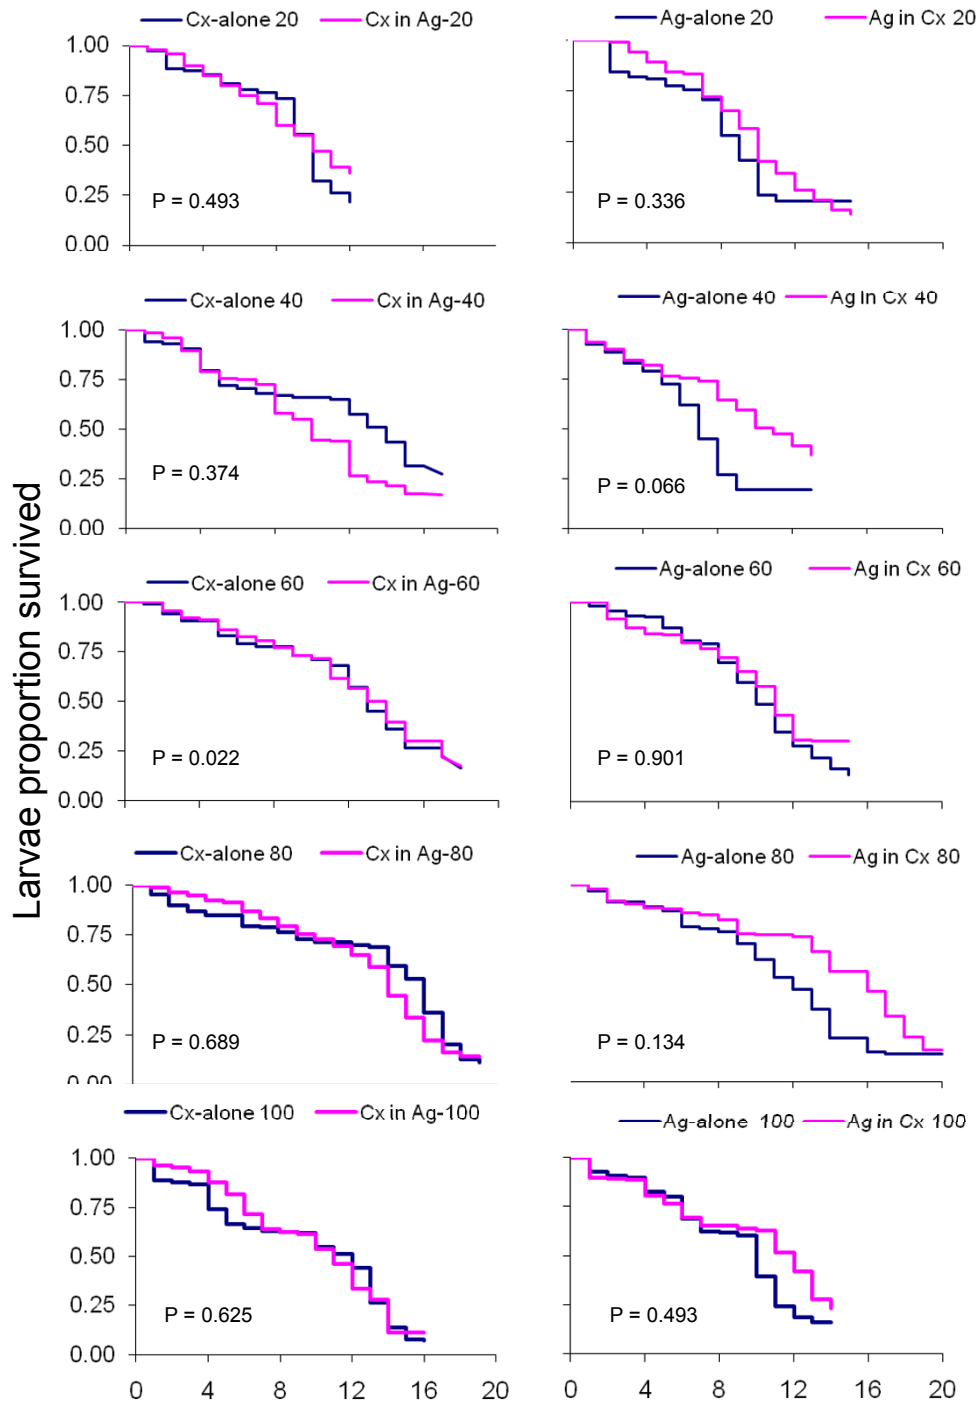 Cx-alone 20 Cx in Ag-20
1.00
0.75
0.50
0.25
0.00
P = 0.493
Ag-alone 20 Ag in Cx 20
P = 0.336
Cx-alone 40 Cx in Ag-40
1.00
0.75
0.50
0.25
0.00
P = 0.374
Ag-alone 40 Ag in Cx 40
P = 0.066
Larvae proportion survived
Cx-alone 60 Cx in Ag-60
1.00
0.75
0.50
0.25
0.00
P = 0.022
Ag-alone 60 Ag in Cx 60
P = 0.901
Cx-alone 80 Cx in Ag-80
1.00
0.75
0.50
0.25
0.00
P = 0.689
Ag-alone 80 Ag in Cx 80
P = 0.134
Cx-alone 100 Cx in Ag-100
1.00
0.75
0.50
0.25
0.00
P = 0.625
0 4 8 12 16 20
Ag-alone 100 Ag in Cx 100
P = 0.493
0 4 8 12 16 20